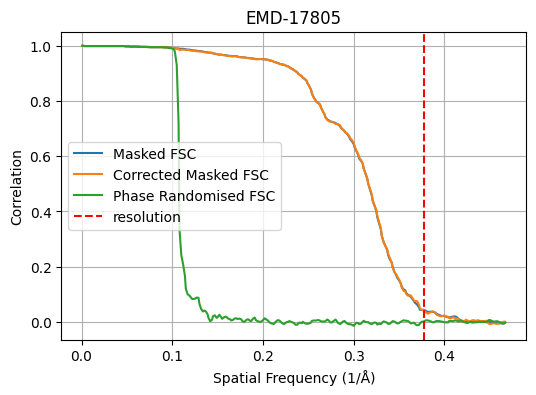 EMD-17805
1.0
0.8
0.6
0.4
0.2
0.0
Correlation
Masked FSC
Corrected Masked FSC
Phase Randomised FSC
resolution
0.0
0.1
0.2
0.3
0.4
Spatial Frequency (1/Å)